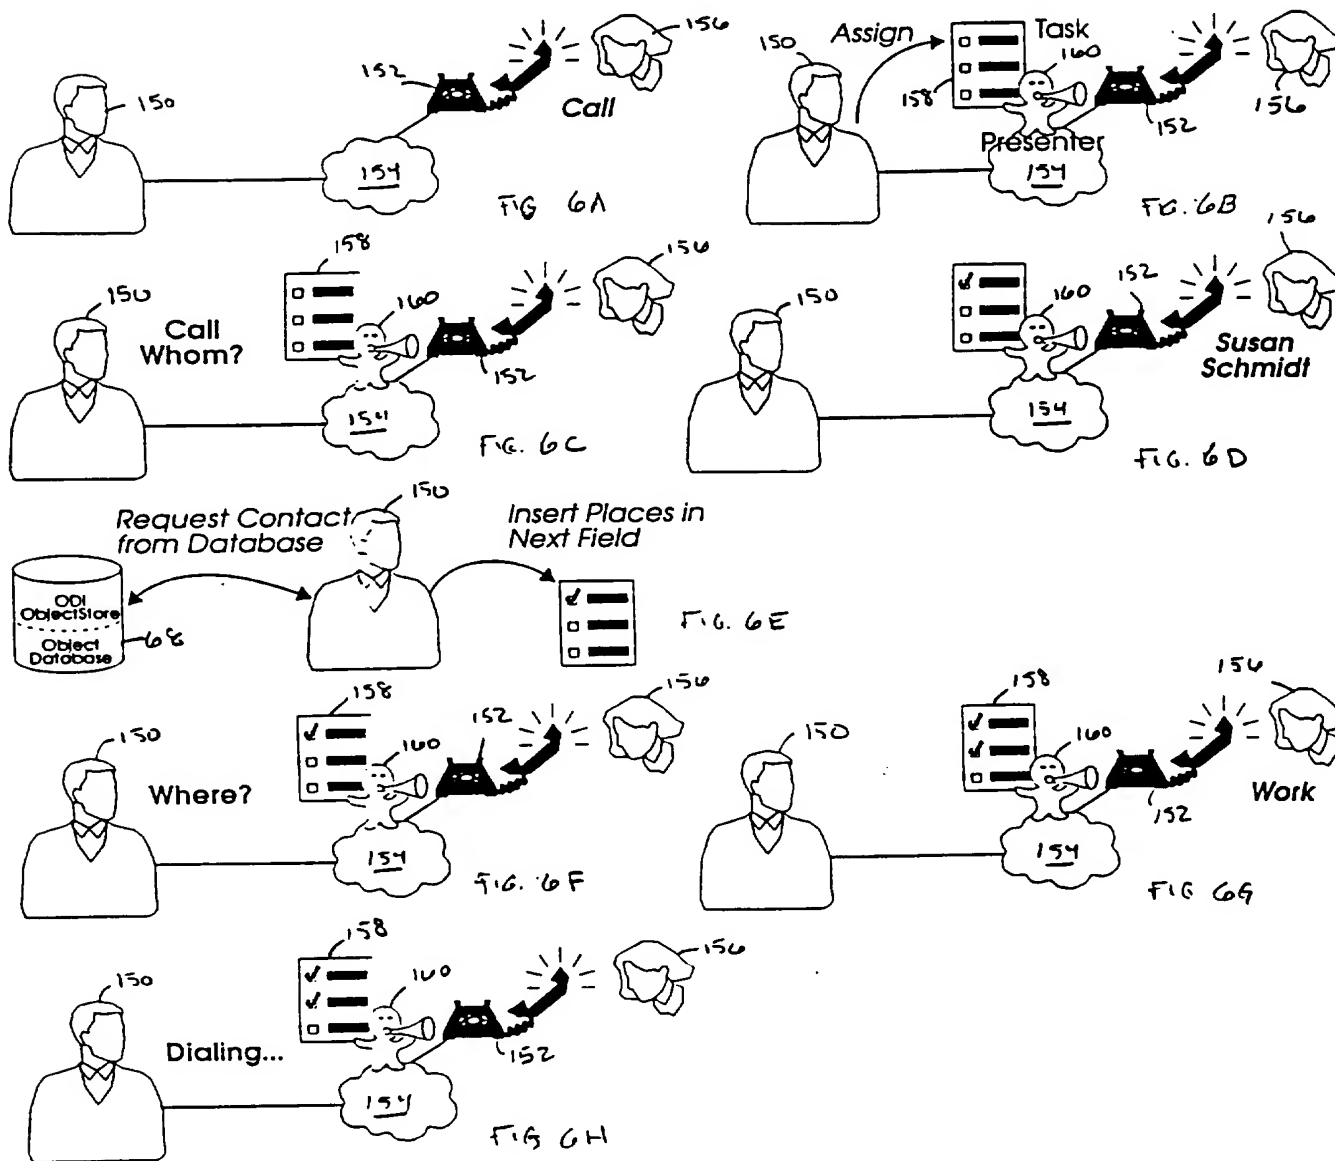 150
152
156
Call
154
FIG 6A
150
Assign
Task
160
158
152
156
Presenter
154
FIG. 6B
150
Call
Whom?
158
160
152
156
154
FIG. 6C
150
160
152
156
Susan
Schmidt
154
FIG. 6D
Request Contact
from Database
150
Insert Places in
Next Field
ODI
ObjectStore
Object
Database
68
FIG. 6E
150
Where?
158
160
152
156
154
FIG. 6F
150
158
160
152
156
Work
154
FIG 6G
150
Dialing...
158
160
152
156
154
FIG 6H